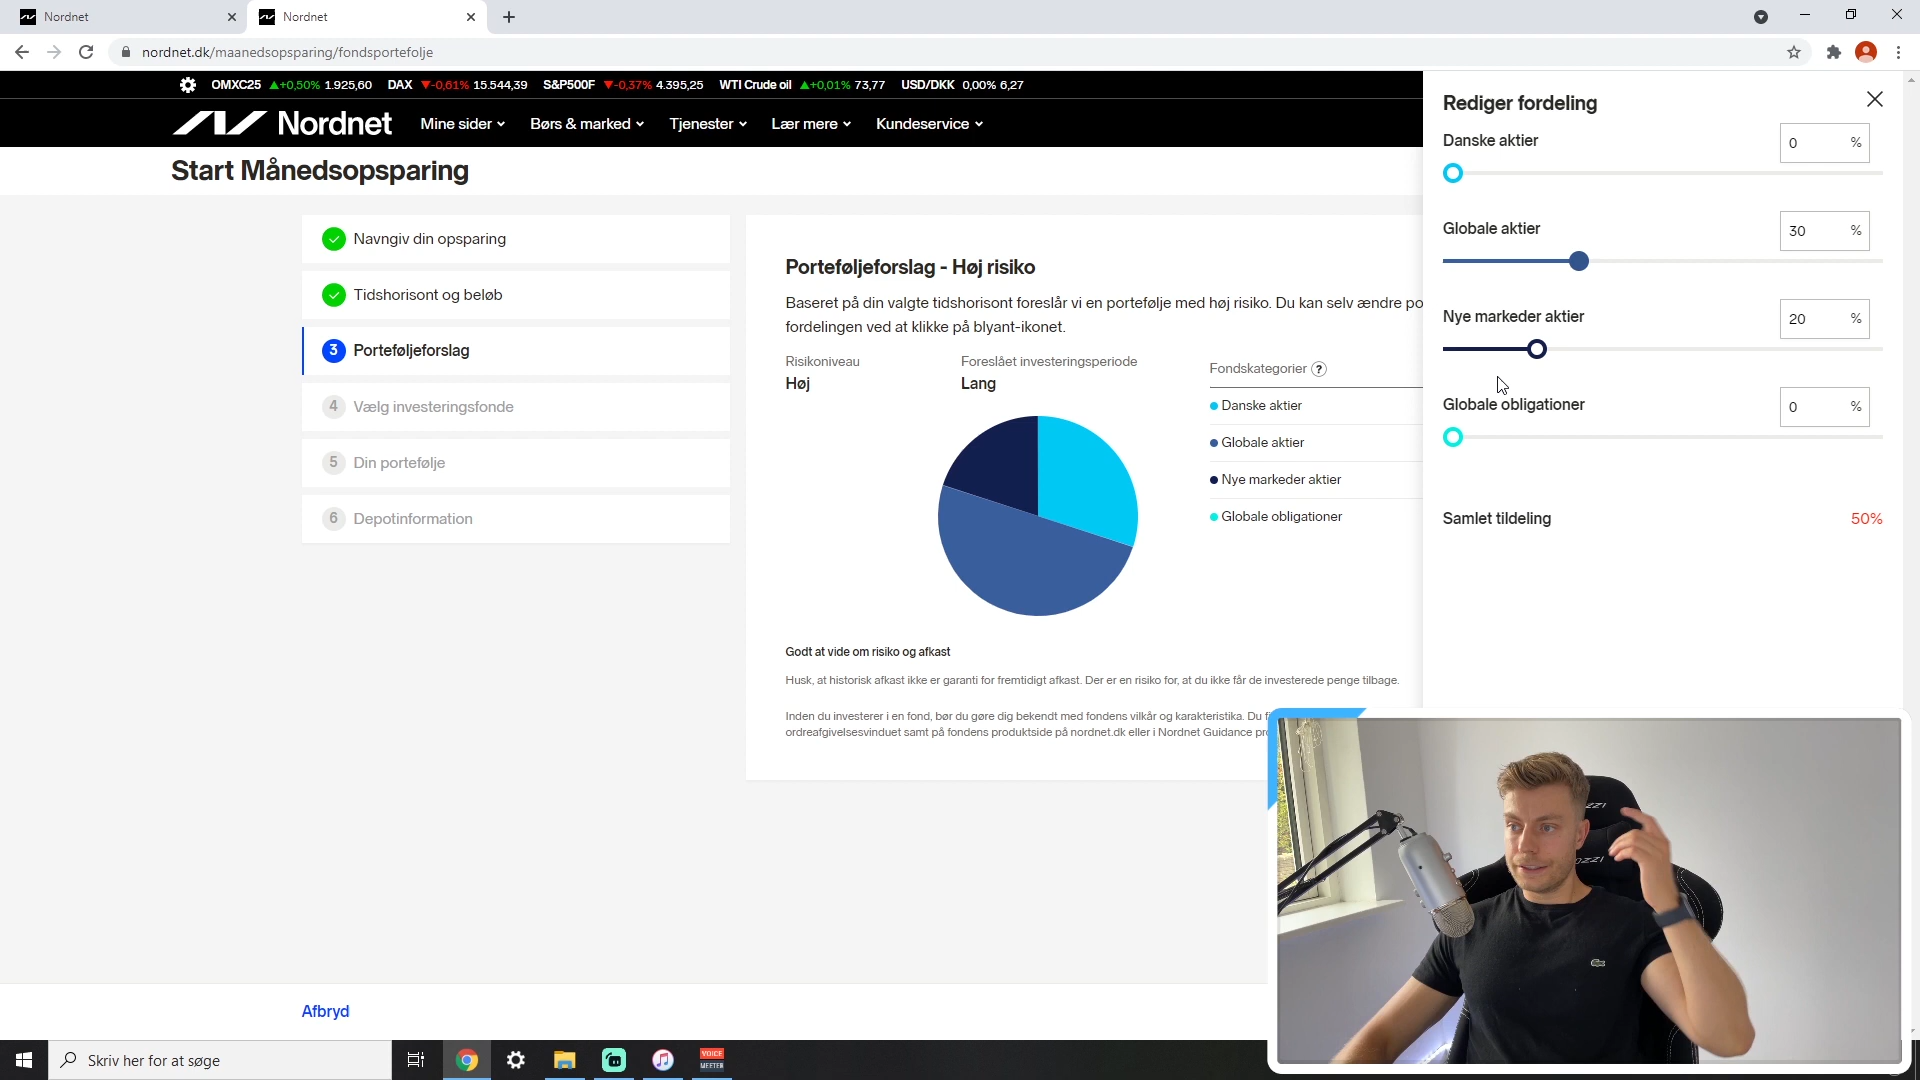 Nordnet
Nordnet
nordnet.dk/maanedsopsparing/fondsportefolje
OMXC25 +0,50% 1.925,60 DAX -0,61% 15.544,39 S&P500F -0,37% 4.395,25 WTI Crude oil +0,01% 73,77 USD/DKK 0,00% 6,27
Nordnet Mine sider Børs & marked Tjenester Lær mere Kundeservice
Start Månedsopsparing
Navngiv din opsparing
Tidshorisont og beløb
3 Porteføljeforslag
4 Vælg investeringsfonde
5 Din portefølje
6 Depotinformation
Porteføljeforslag - Høj risiko
Baseret på din valgte tidshorisont foreslår vi en portefølje med høj risiko. Du kan selv ændre po
fordelingen ved at klikke på blyant-ikonet.
Risikoniveau
Høj
Foreslået investeringsperiode
Lang
Fondskategorier ?
Danske aktier
Globale aktier
Nye markeder aktier
Globale obligationer
Godt at vide om risiko og afkast
Husk, at historisk afkast ikke er garanti for fremtidigt afkast. Der er en risiko for, at du ikke får de investerede penge tilbage.
Inden du investerer i en fond, bør du gøre dig bekendt med fondens vilkår og karakteristika. Du f
ordreafgivelsesvinduet samt på fondens produktside på nordnet.dk eller i Nordnet Guidance pr
Rediger fordeling
Danske aktier 0 %
Globale aktier 30 %
Nye markeder aktier 20 %
Globale obligationer 0 %
Samlet tildeling 50%
Afbryd
Skriv her for at søge
VOICE
MEETER